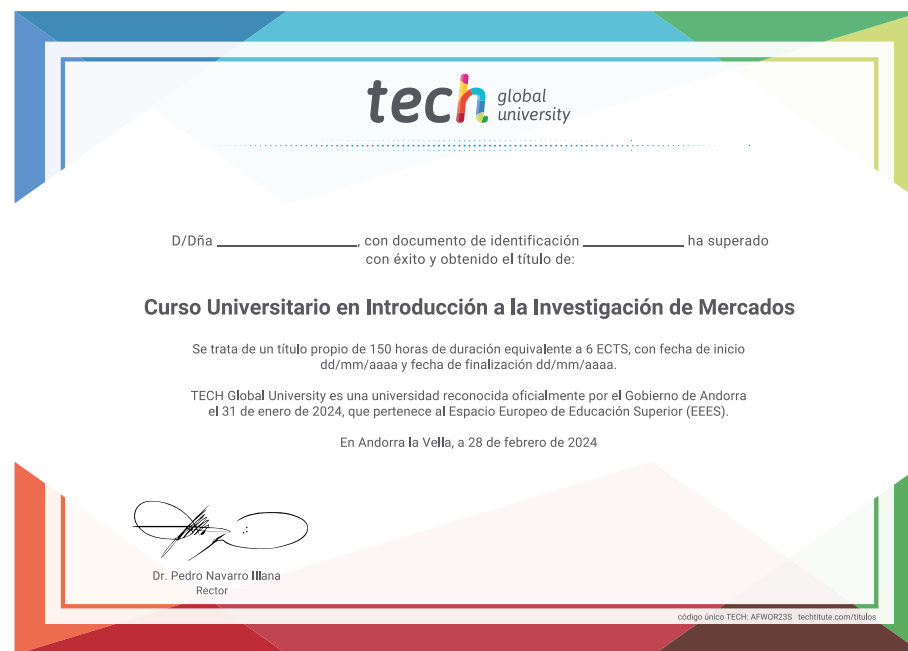 tech global university
D/Dña ____________, con documento de identificación ____________ ha superado
con éxito y obtenido el título de:
Curso Universitario en Introducción a la Investigación de Mercados
Se trata de un título propio de 150 horas de duración equivalente a 6 ECTS, con fecha de inicio
dd/mm/aaaa y fecha de finalización dd/mm/aaaa.
TECH Global University es una universidad reconocida oficialmente por el Gobierno de Andorra
el 31 de enero de 2024, que pertenece al Espacio Europeo de Educación Superior (EEES).
En Andorra la Vella, a 28 de febrero de 2024
Dr. Pedro Navarro Illana
Rector
código único TECH: AFWOR23S techtitute.com/titulos